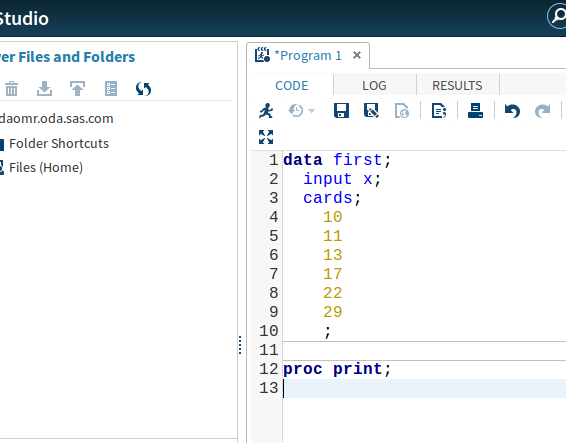 Studio
er Files and Folders
daomr.oda.sas.com
Folder Shortcuts
Files (Home)
*Program 1
CODE LOG RESULTS
1 data first;
2 input x;
3 cards;
4 10
5 11
6 13
7 17
8 22
9 29
10 ;
11
12 proc print;
13